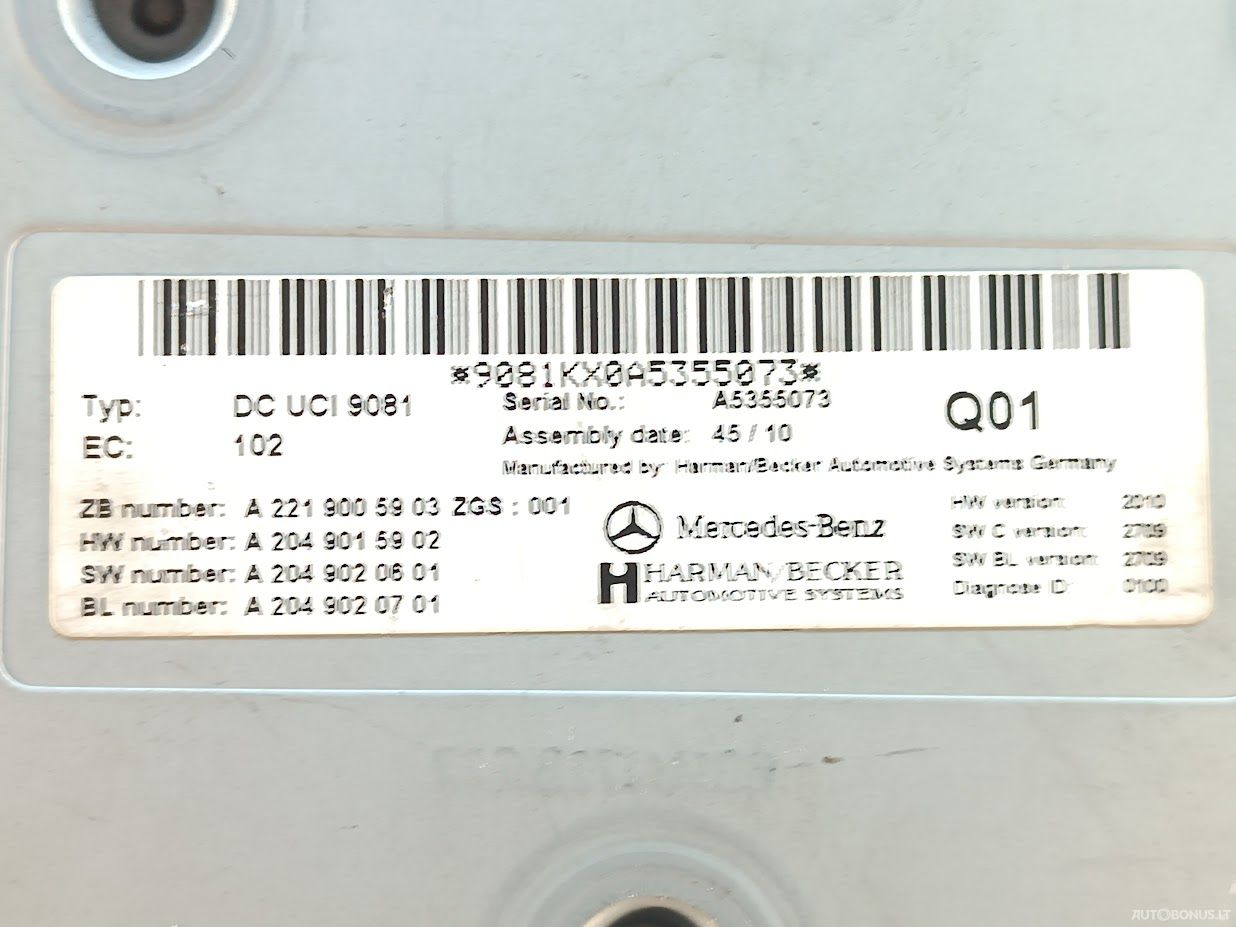 *9081KX0A5355073*
Typ: DC UCI 9081
EC: 102
Serial No.: A5355073
Assembly date: 45 / 10
Q01
Manufactured by: Harman/Becker Automotive Systems Germany
ZB number: A 221 900 59 03 ZGS : 001
HW number: A 204 901 59 02
SW number: A 204 902 06 01
BL number: A 204 902 07 01
Mercedes-Benz
HARMAN/BECKER
AUTOMOTIVE SYSTEMS
HW version: 2010
SW C version: 2709
SW BL version: 2709
Diagnose ID: 0100
AUTOBONUS.LT